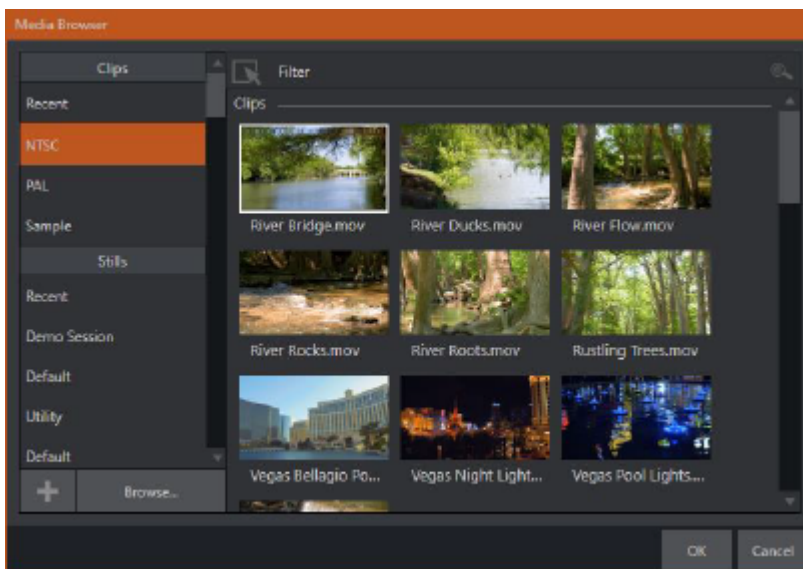 Media Browser
Clips
Recent
NTSC
PAL
Sample
Stills
Recent
Demo Session
Default
Utility
Default
Browse...
Filter
Clips
River Bridge.mov
River Ducks.mov
River Flow.mov
River Rocks.mov
River Roots.mov
Rustling Trees.mov
Vegas Bellagio Po...
Vegas Night Light...
Vegas Pool Lights....
OK
Cancel